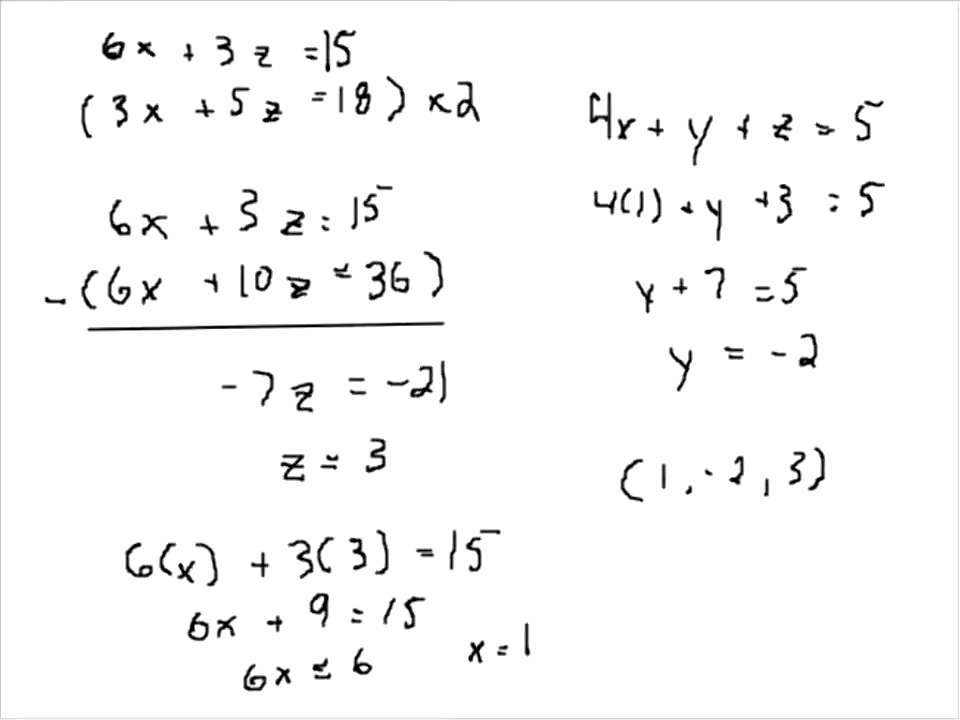 6x + 3z = 15
(3x + 5z = 18) x2
6x + 3z = 15
- (6x + 10z = 36)
-7z = -21
z = 3
6(x) + 3(3) = 15
6x + 9 = 15
6x = 6
x = 1
4x + y + z = 5
4(1) + y + 3 = 5
y + 7 = 5
y = -2
(1, -2, 3)